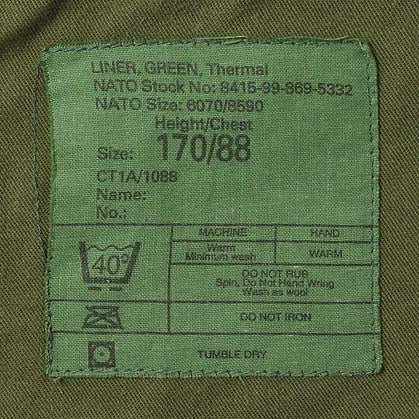 LINER, GREEN, Thermal
NATO Stock No: 8415-99-869-5332
NATO Size: 6070/8590
Height/Chest
Size: 170/88
CT1A/1088
Name:
No.:
MACHINE HAND
Warm WARM
Minimum wash
40°
DO NOT RUB
Spin, Do Not Hand Wring
Wash as wool
DO NOT IRON
TUMBLE DRY